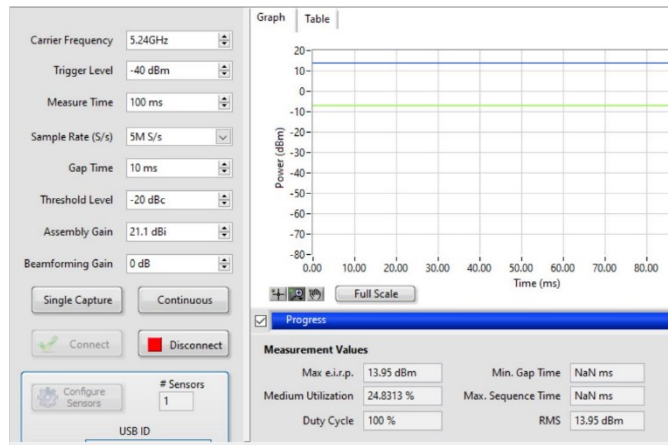 Carrier Frequency 5.24GHz
Trigger Level -40 dBm
Measure Time 100 ms
Sample Rate (S/s) 5M S/s
Gap Time 10 ms
Threshold Level -20 dBc
Assembly Gain 21.1 dBi
Beamforming Gain 0 dB
Single Capture Continuous
Connect Disconnect
Configure Sensors
# Sensors
1
USB ID
Graph Table
Power (dBm)
20
10
0
-10
-20
-30
-40
-50
-60
-70
-80
0.00 10.00 20.00 30.00 40.00 50.00 60.00 70.00 80.00
Time (ms)
Full Scale
Progress
Measurement Values
Max e.i.r.p. 13.95 dBm Min. Gap Time NaN ms
Medium Utilization 24.8313 % Max. Sequence Time NaN ms
Duty Cycle 100 % RMS 13.95 dBm